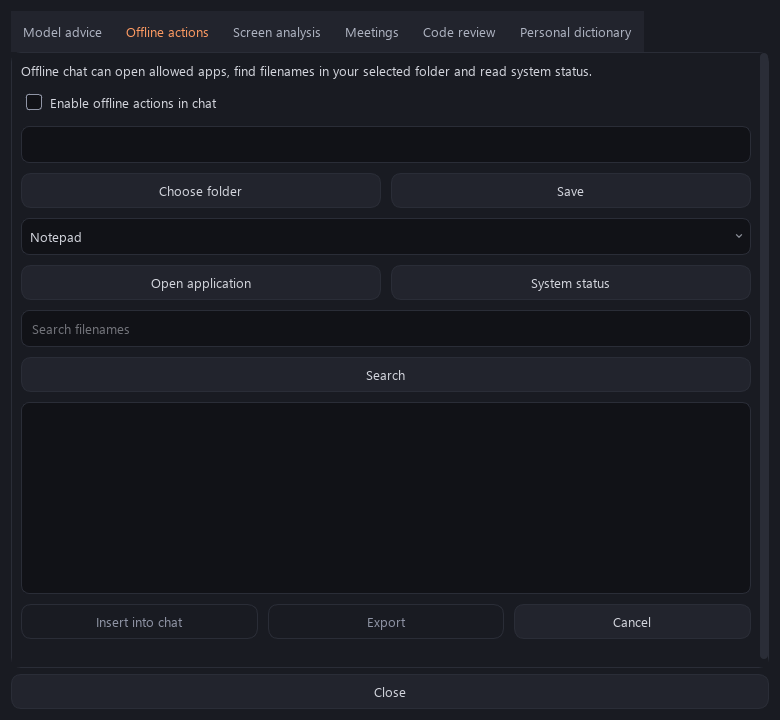 Model advice Offline actions Screen analysis Meetings Code review Personal dictionary
Offline chat can open allowed apps, find filenames in your selected folder and read system status.
Enable offline actions in chat
Choose folder Save
Notepad
Open application System status
Search filenames
Search
Insert into chat Export Cancel
Close